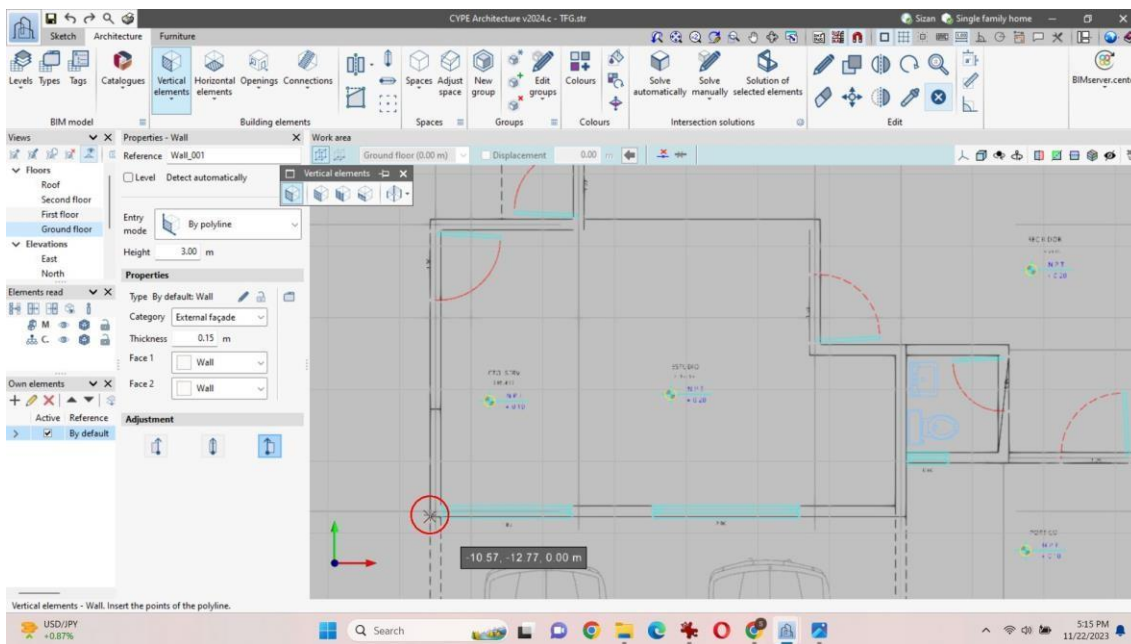 CYPE Architecture v2024.c - TFG.str
Sizan
Single family home
Sketch
Architecture
Furniture
Levels
Types
Tags
Catalogues
Vertical elements
Horizontal elements
Openings
Connections
Spaces
Adjust space
New group
Edit groups
Colours
Solve automatically
Solve manually
Solution of selected elements
BIMserver.cent
BIM model
Building elements
Spaces
Groups
Colours
Intersection solutions
Edit
Views
Floors
Roof
Second floor
First floor
Ground floor
Elevations
East
North
Elements read
M
C.
Own elements
Active
Reference
By default
Properties - Wall
Reference
Wall_001
Level
Detect automatically
Entry mode
By polyline
Height
3.00 m
Properties
Type By default: Wall
Category
External façade
Thickness
0.15 m
Face 1
Wall
Face 2
Wall
Adjustment
Work area
Ground floor (0.00 m)
Displacement
0.00 m
Vertical elements
ESTUDIO
N.P.T
+ 0.20
N.P.T
+ 0.20
-10.57, -12.77, 0.00 m
Vertical elements - Wall. Insert the points of the polyline.
USD/JPY
+0.87%
Search
5:15 PM
11/22/2023